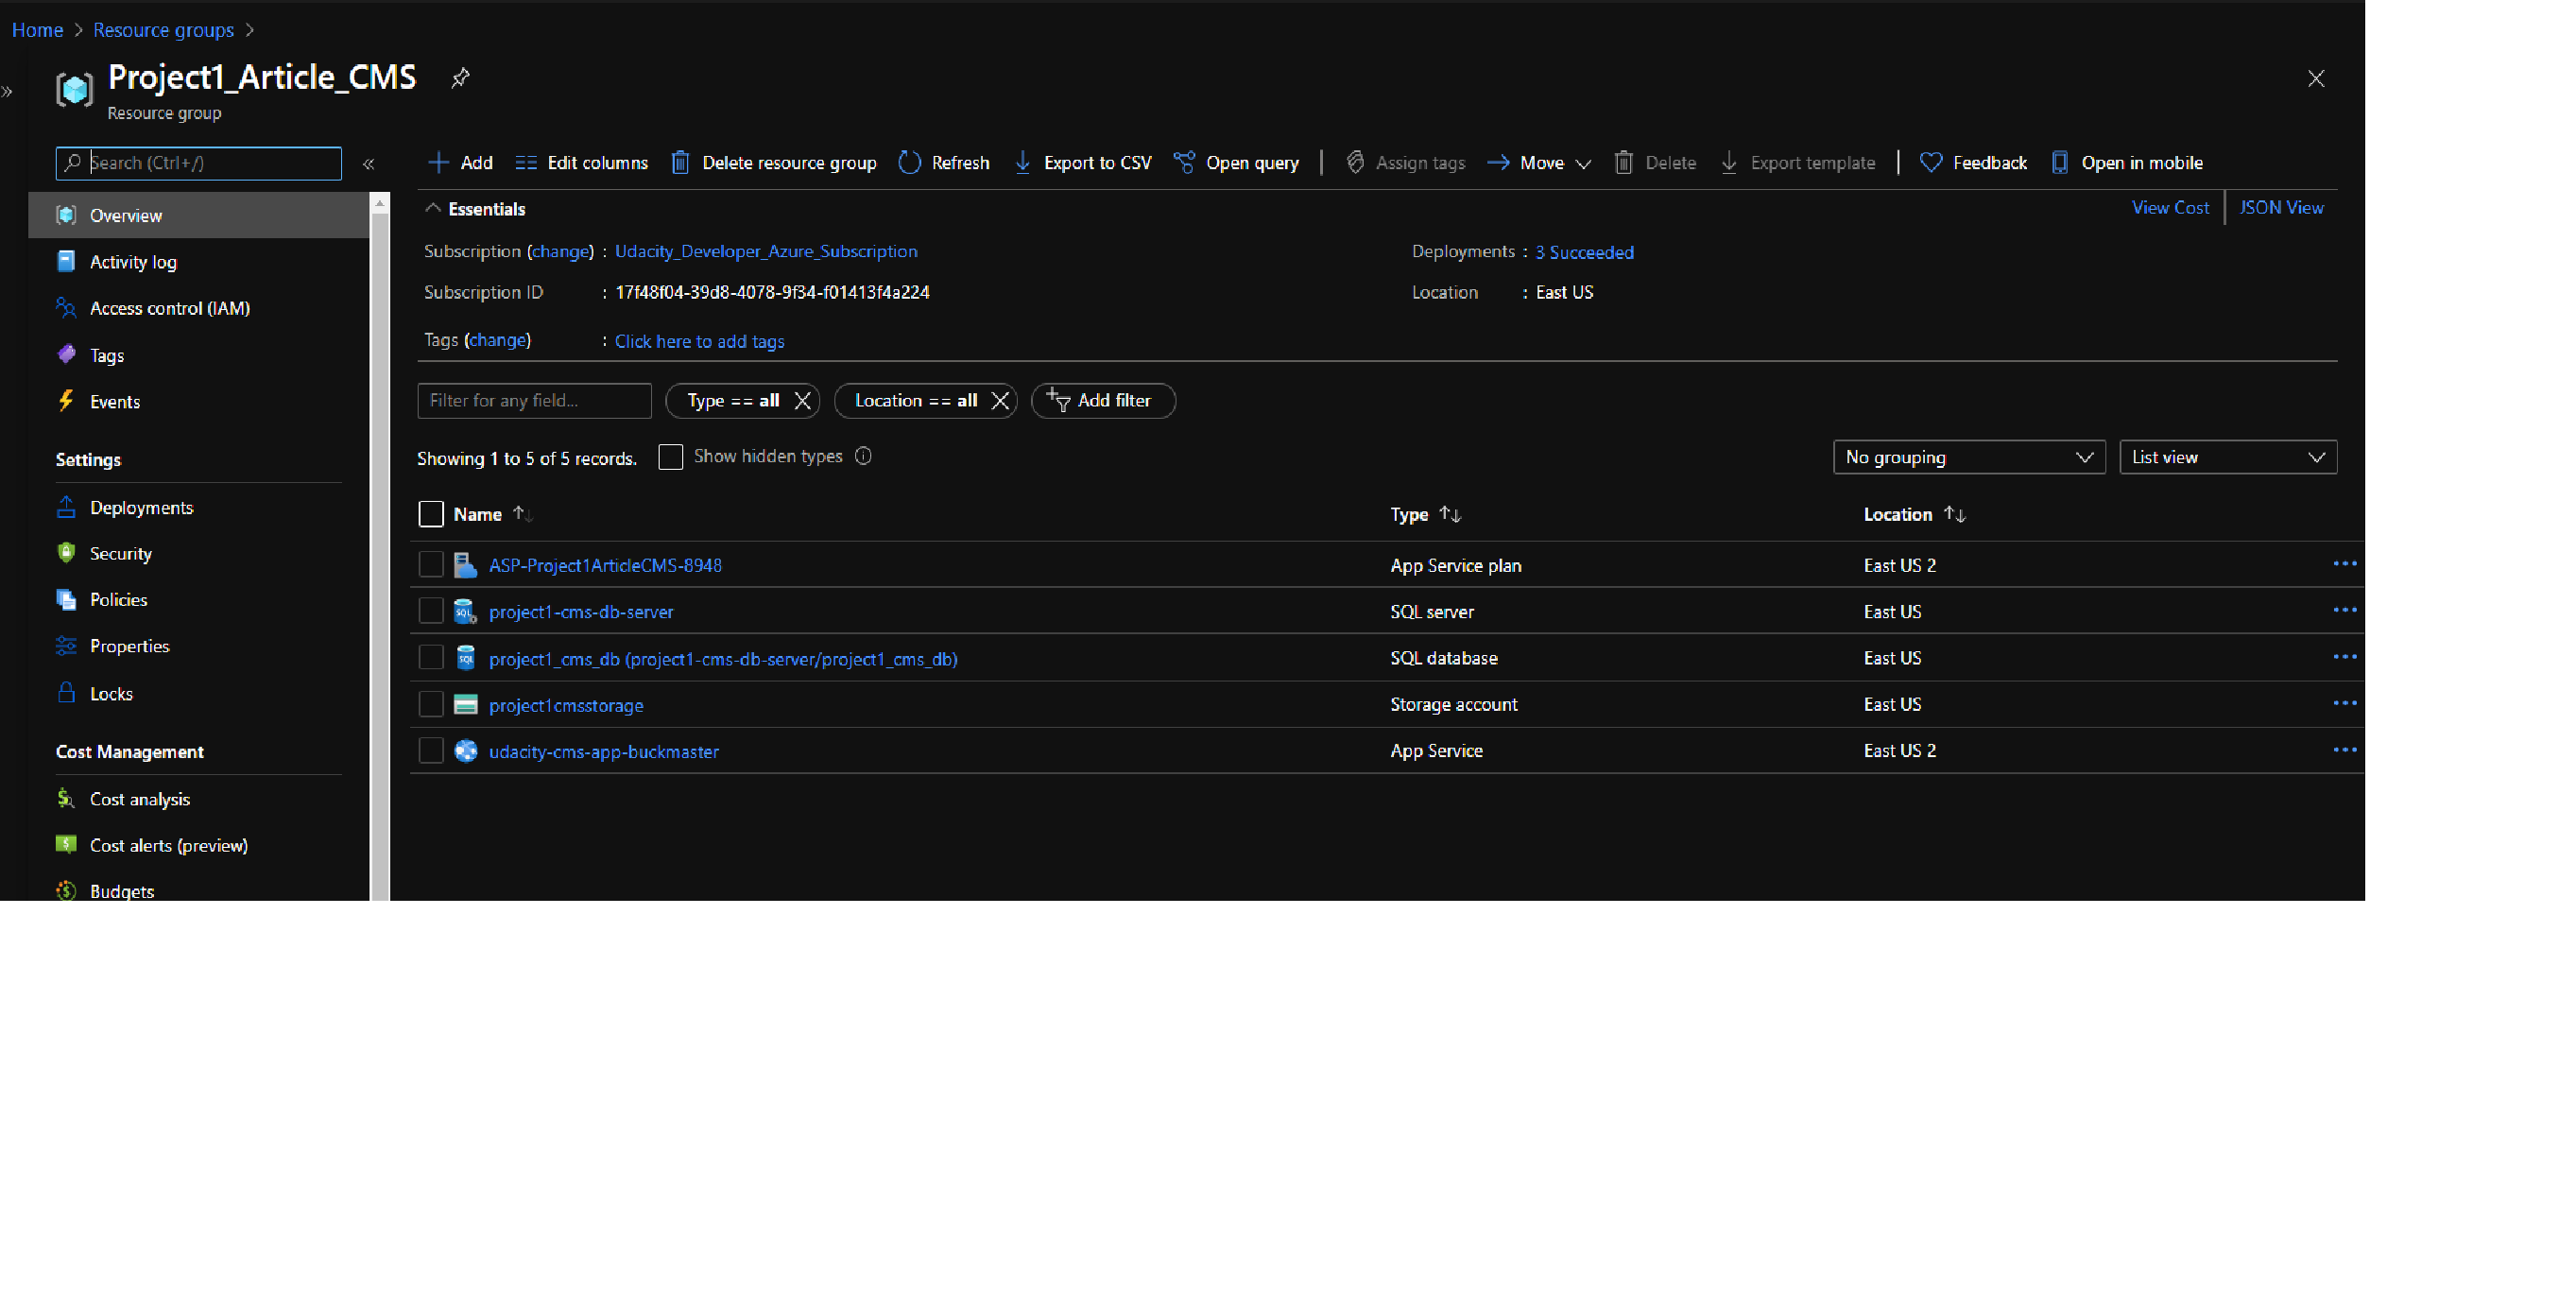 Home > Resource groups >
Project1_Article_CMS
Resource group
Search (Ctrl+/)
Overview
Activity log
Access control (IAM)
Tags
Events
Settings
Deployments
Security
Policies
Properties
Locks
Cost Management
Cost analysis
Cost alerts (preview)
Budgets
Add Edit columns Delete resource group Refresh Export to CSV Open query Assign tags Move Delete Export template Feedback Open in mobile
Essentials View Cost JSON View
Subscription (change) : Udacity_Developer_Azure_Subscription Deployments : 3 Succeeded
Subscription ID : 17f48f04-39d8-4078-9f34-f01413f4a224 Location : East US
Tags (change) : Click here to add tags
Filter for any field... Type == all Location == all Add filter
Showing 1 to 5 of 5 records. Show hidden types No grouping List view
Name Type Location
ASP-Project1ArticleCMS-8948 App Service plan East US 2
project1-cms-db-server SQL server East US
project1_cms_db (project1-cms-db-server/project1_cms_db) SQL database East US
project1cmsstorage Storage account East US
udacity-cms-app-buckmaster App Service East US 2